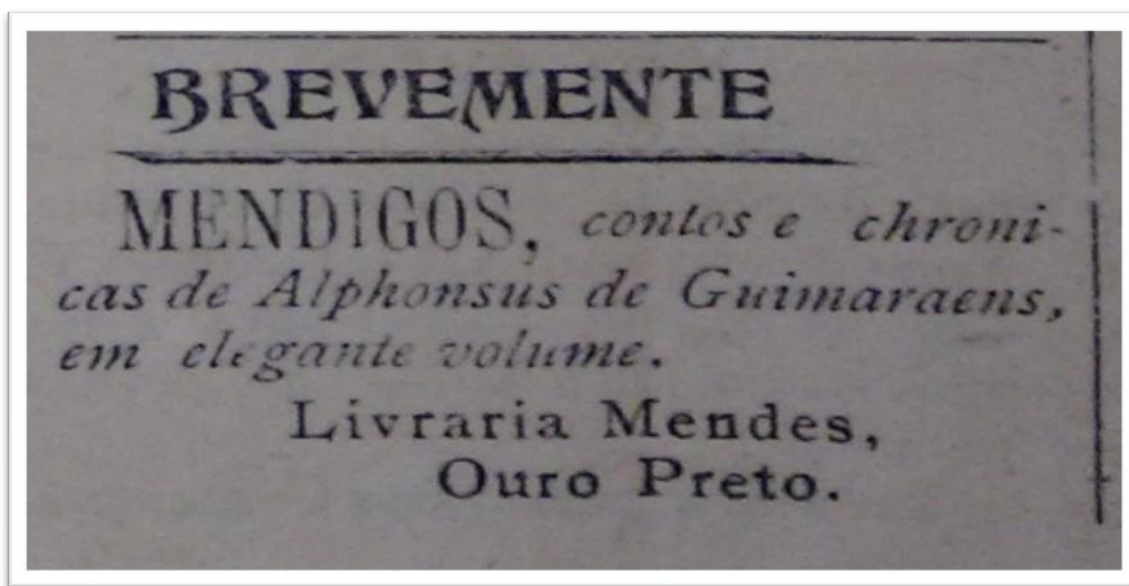 BREVEMENTE
MENDIGOS, contos e chroni-
cas de Alphonsus de Guimaraens,
em elegante volume.
Livraria Mendes,
Ouro Preto.